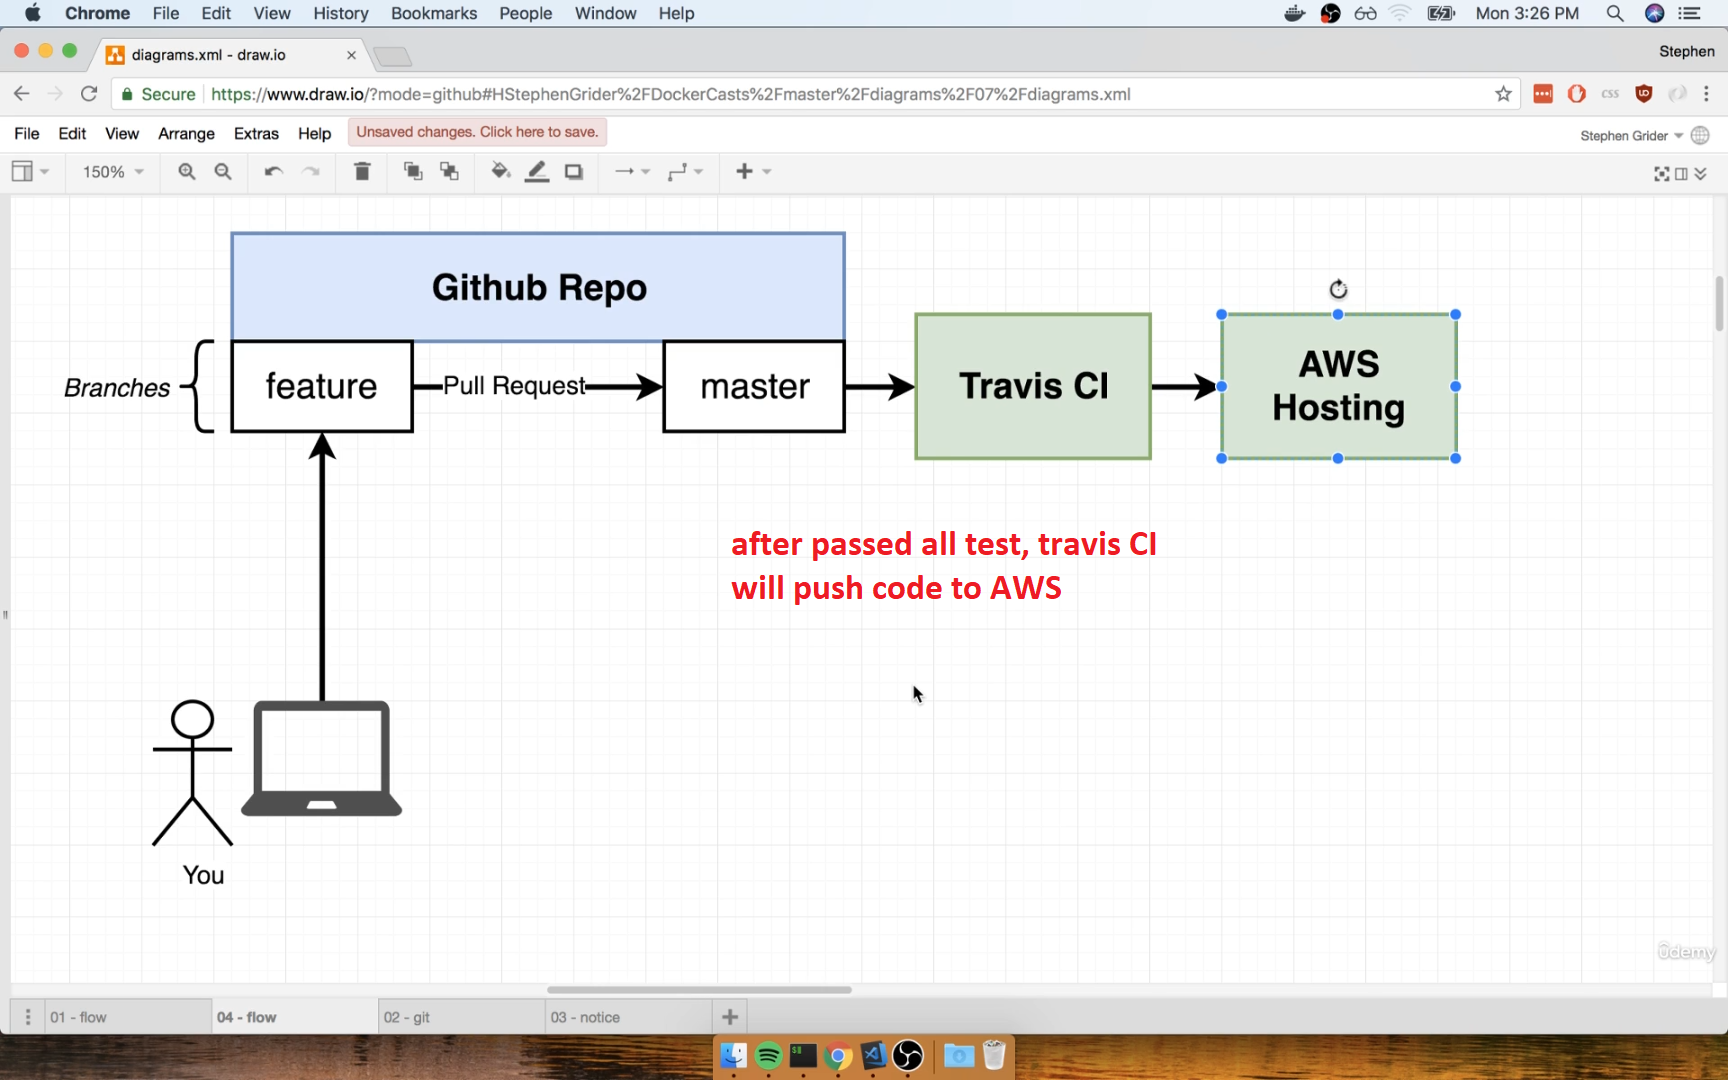 Chrome File Edit View History Bookmarks People Window Help Mon 3:26 PM
diagrams.xml - draw.io Stephen
Secure https://www.draw.io/?mode=github#HStephenGrider%2FDockerCasts%2Fmaster%2Fdiagrams%2F07%2Fdiagrams.xml css
File Edit View Arrange Extras Help Unsaved changes. Click here to save. Stephen Grider
150%
Github Repo
Branches feature Pull Request master Travis CI
AWS
Hosting
after passed all test, travis CI
will push code to AWS
You
ûdemy
01 - flow 04 - flow 02 - git 03 - notice